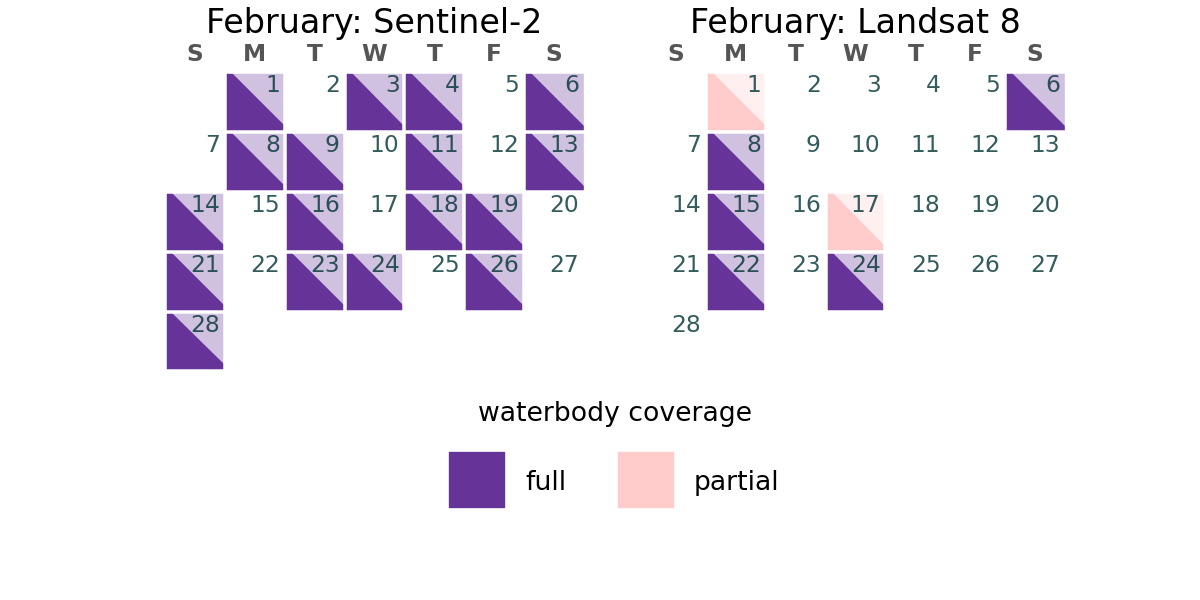 February: Sentinel-2
S M T W T F S
1 2 3 4 5 6
7 8 9 10 11 12 13
14 15 16 17 18 19 20
21 22 23 24 25 26 27
28
February: Landsat 8
S M T W T F S
1 2 3 4 5 6
7 8 9 10 11 12 13
14 15 16 17 18 19 20
21 22 23 24 25 26 27
28
waterbody coverage
full partial